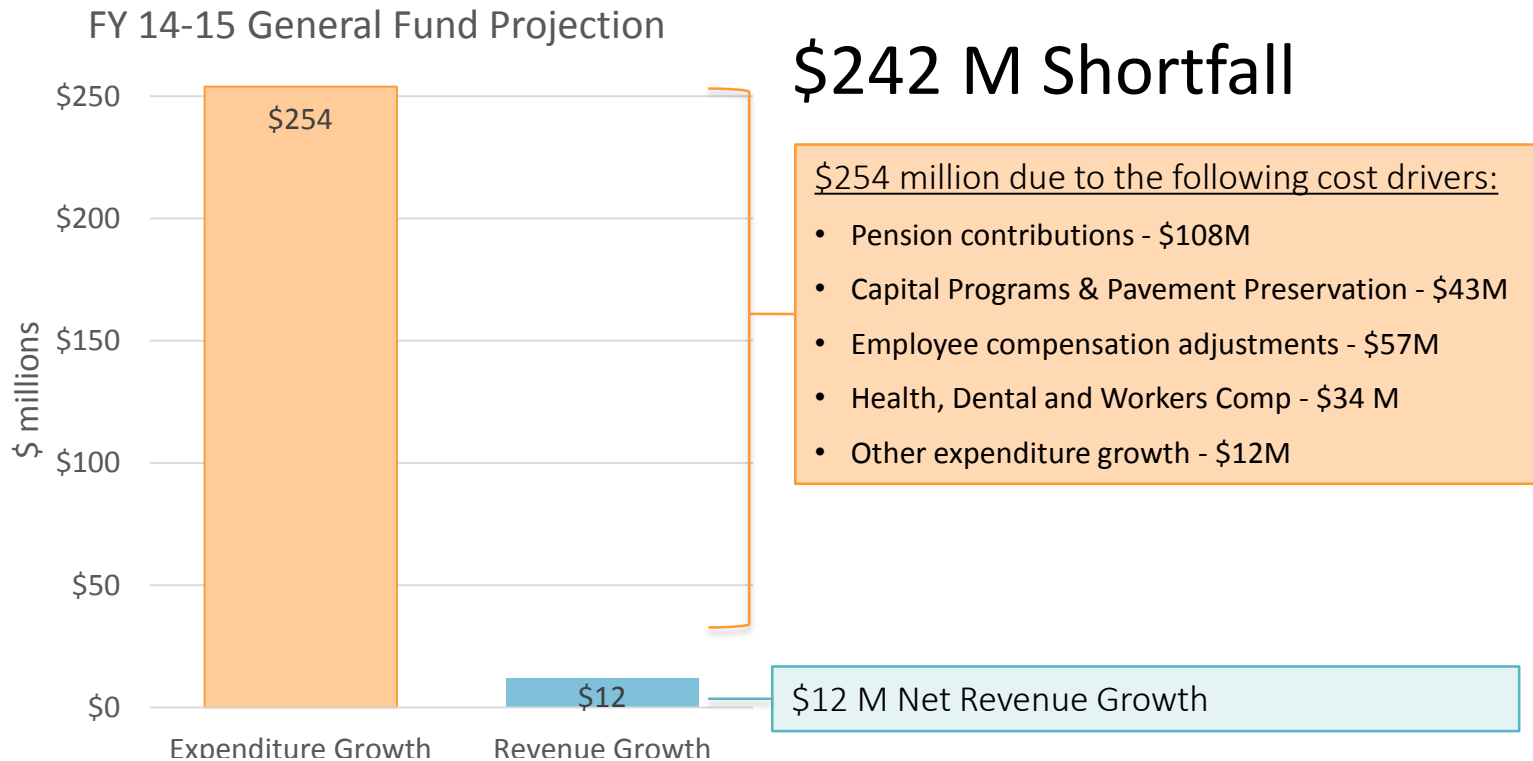 FY 14-15 General Fund Projection
$242 M Shortfall
$250
$200
$150
$100
$50
$0
$ millions
$254
$12
Expenditure Growth
Revenue Growth
$254 million due to the following cost drivers:
• Pension contributions - $108M
• Capital Programs & Pavement Preservation - $43M
• Employee compensation adjustments - $57M
• Health, Dental and Workers Comp - $34 M
• Other expenditure growth - $12M
$12 M Net Revenue Growth